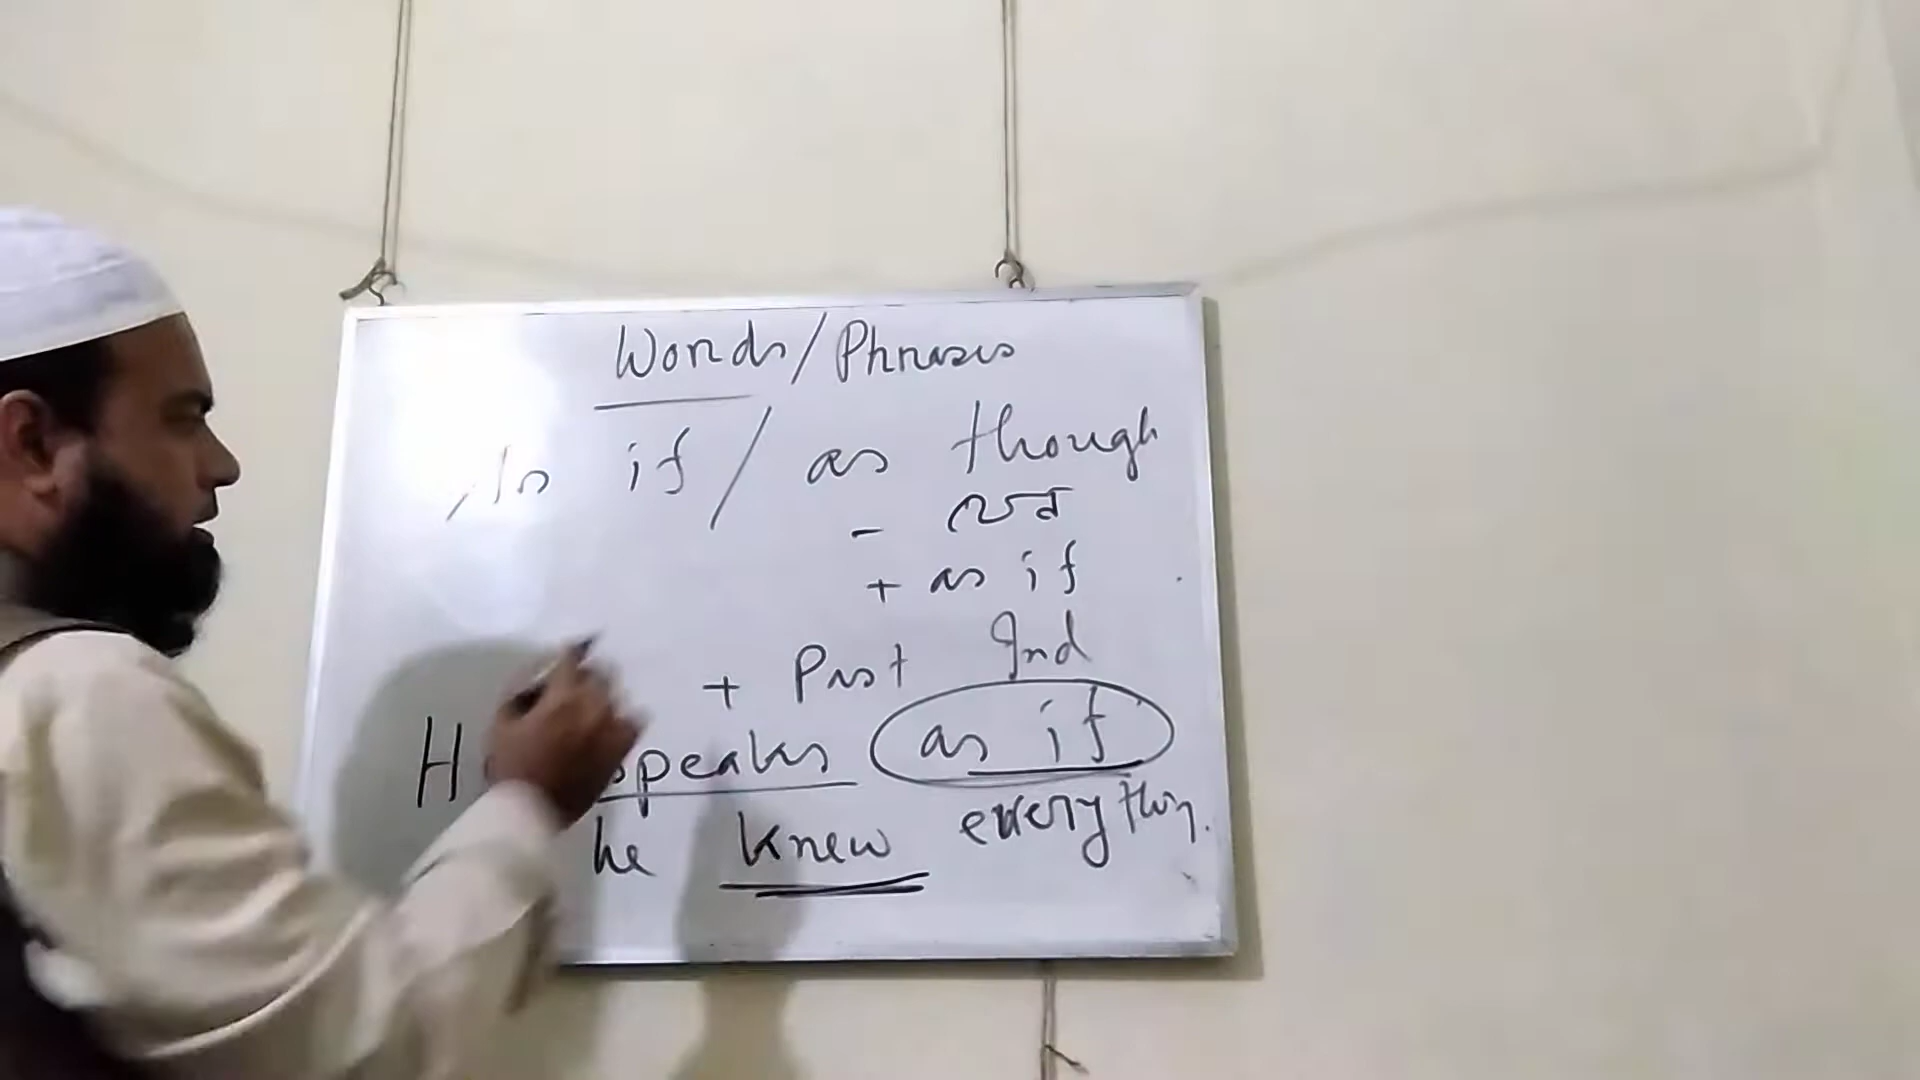 Words/Phrases
As if / as though
- যেন
+ as if
+ Past Ind
He speaks as if
he knew everything.